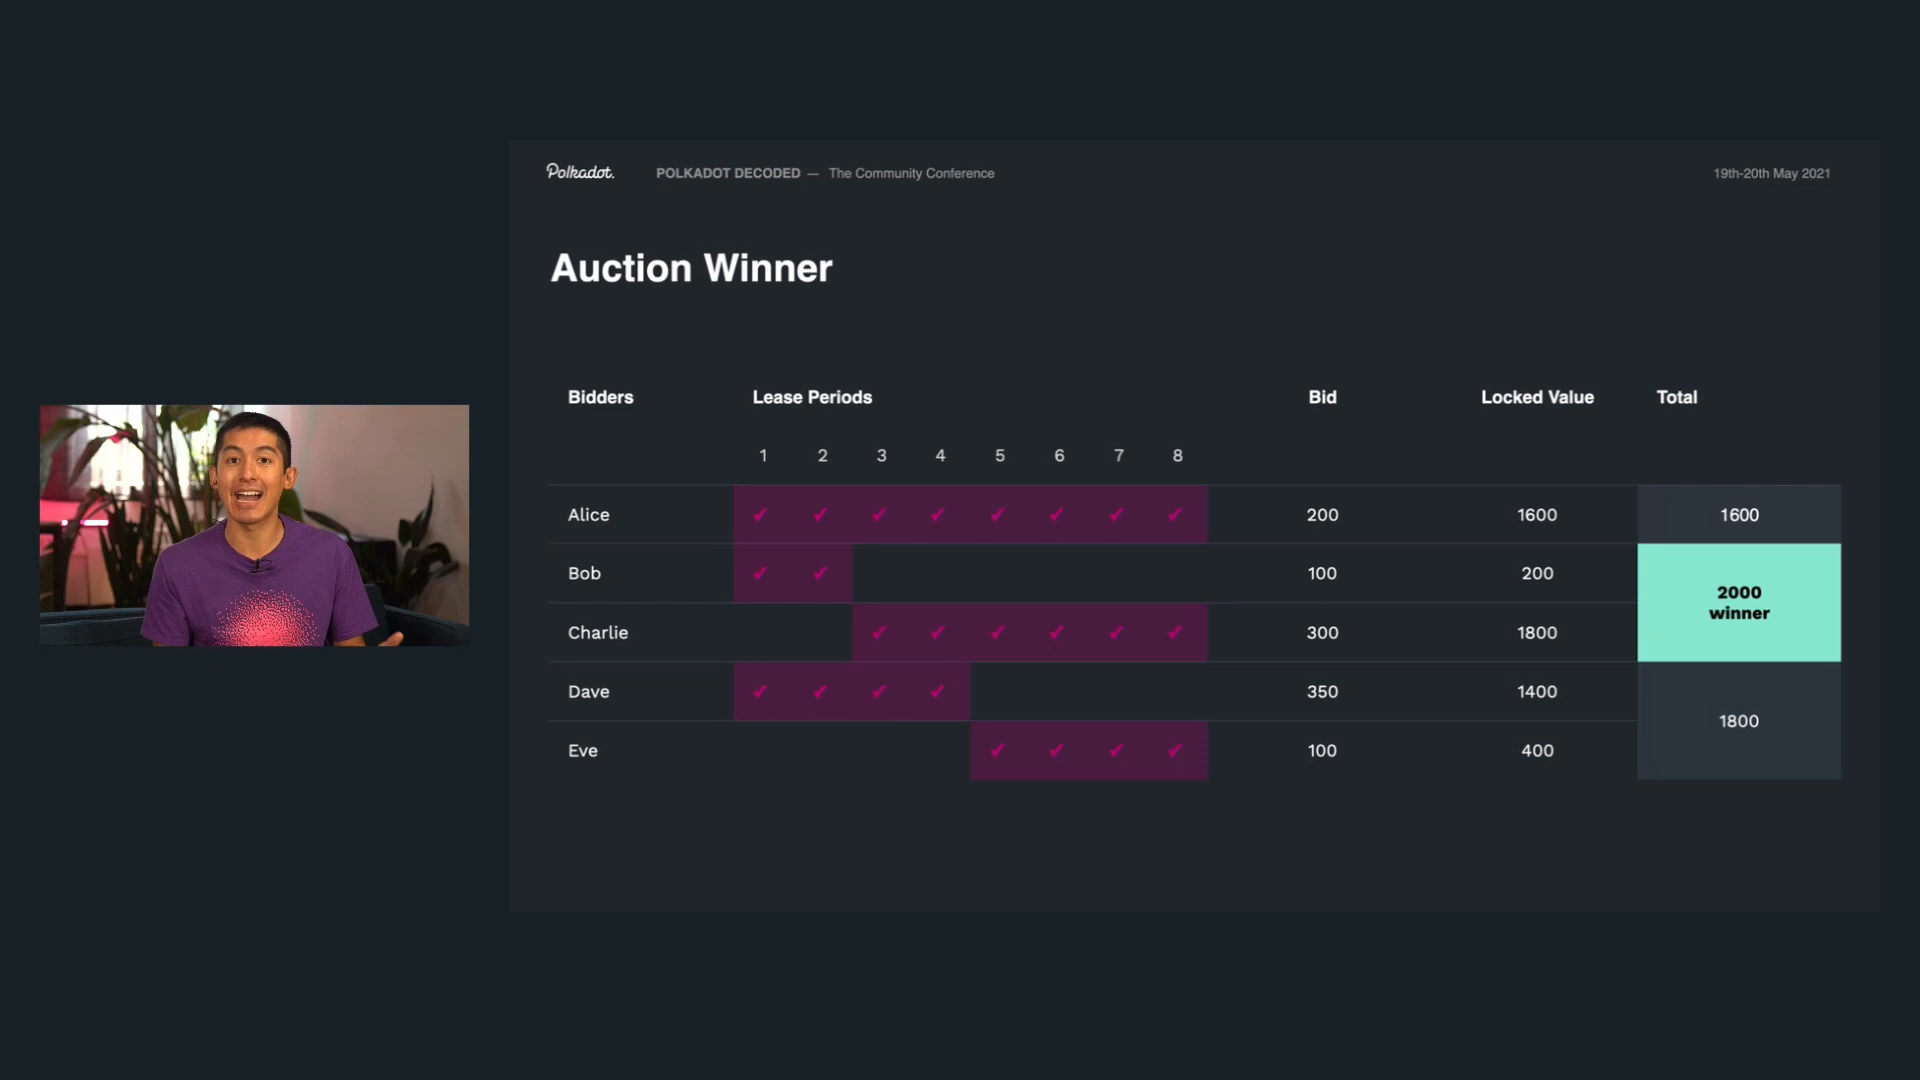 Polkadot. POLKADOT DECODED — The Community Conference 19th-20th May 2021
Auction Winner
Bidders Lease Periods Bid Locked Value Total
1 2 3 4 5 6 7 8
Alice ✓ ✓ ✓ ✓ ✓ ✓ ✓ ✓ 200 1600 1600
Bob ✓ ✓ 100 200
2000
winner
Charlie ✓ ✓ ✓ ✓ ✓ ✓ 300 1800
Dave ✓ ✓ ✓ ✓ 350 1400
1800
Eve ✓ ✓ ✓ ✓ 100 400